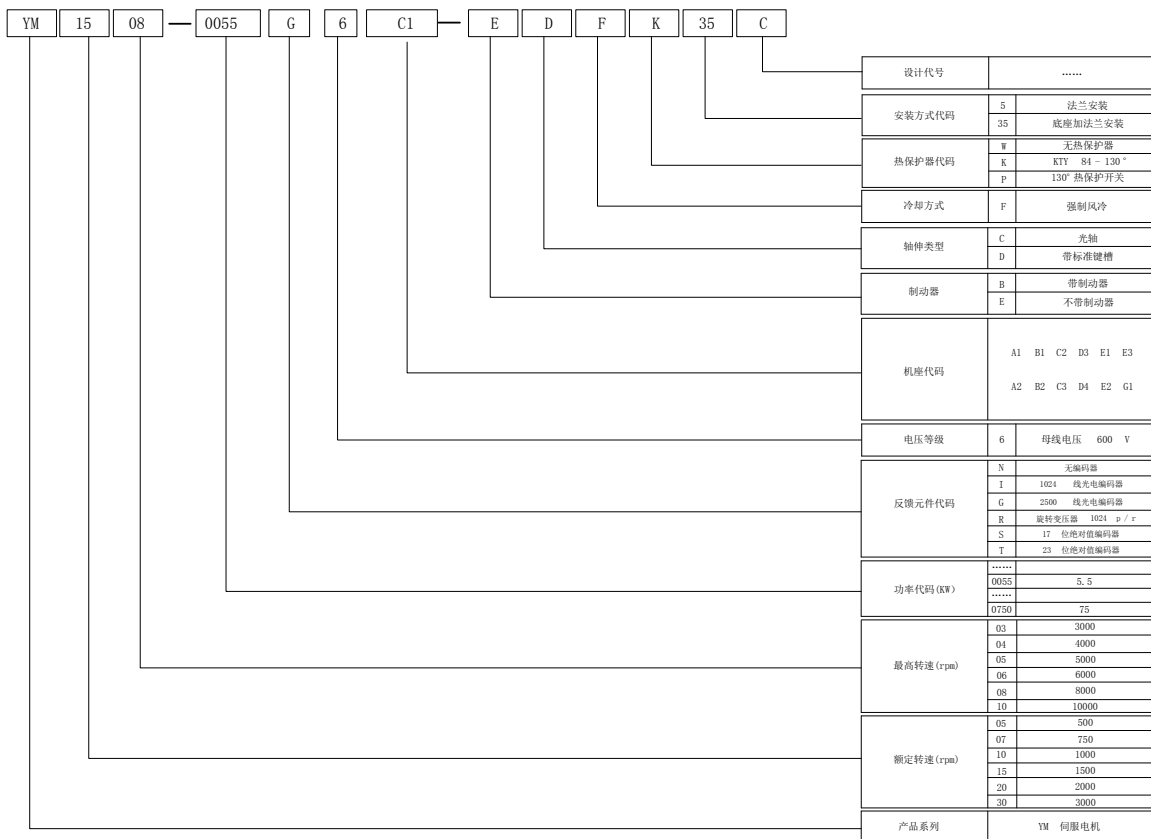 YM 15 08 — 0055 G 6 C1 — E D F K 35 C
设计代号 ......
安装方式代码
5 法兰安装
35 底座加法兰安装
热保护器代码
W 无热保护器
K KTY 84 - 130°
P 130°热保护开关
冷却方式 F 强制风冷
轴伸类型
C 光轴
D 带标准键槽
制动器
B 带制动器
E 不带制动器
机座代码
A1 B1 C2 D3 E1 E3
A2 B2 C3 D4 E2 G1
电压等级 6 母线电压 600 V
反馈元件代码
N 无编码器
I 1024 线光电编码器
G 2500 线光电编码器
R 旋转变压器 1024 p / r
S 17 位绝对值编码器
T 23 位绝对值编码器
功率代码(KW)
......
0055 5.5
......
0750 75
最高转速(rpm)
03 3000
04 4000
05 5000
06 6000
08 8000
10 10000
额定转速(rpm)
05 500
07 750
10 1000
15 1500
20 2000
30 3000
产品系列 YM 伺服电机